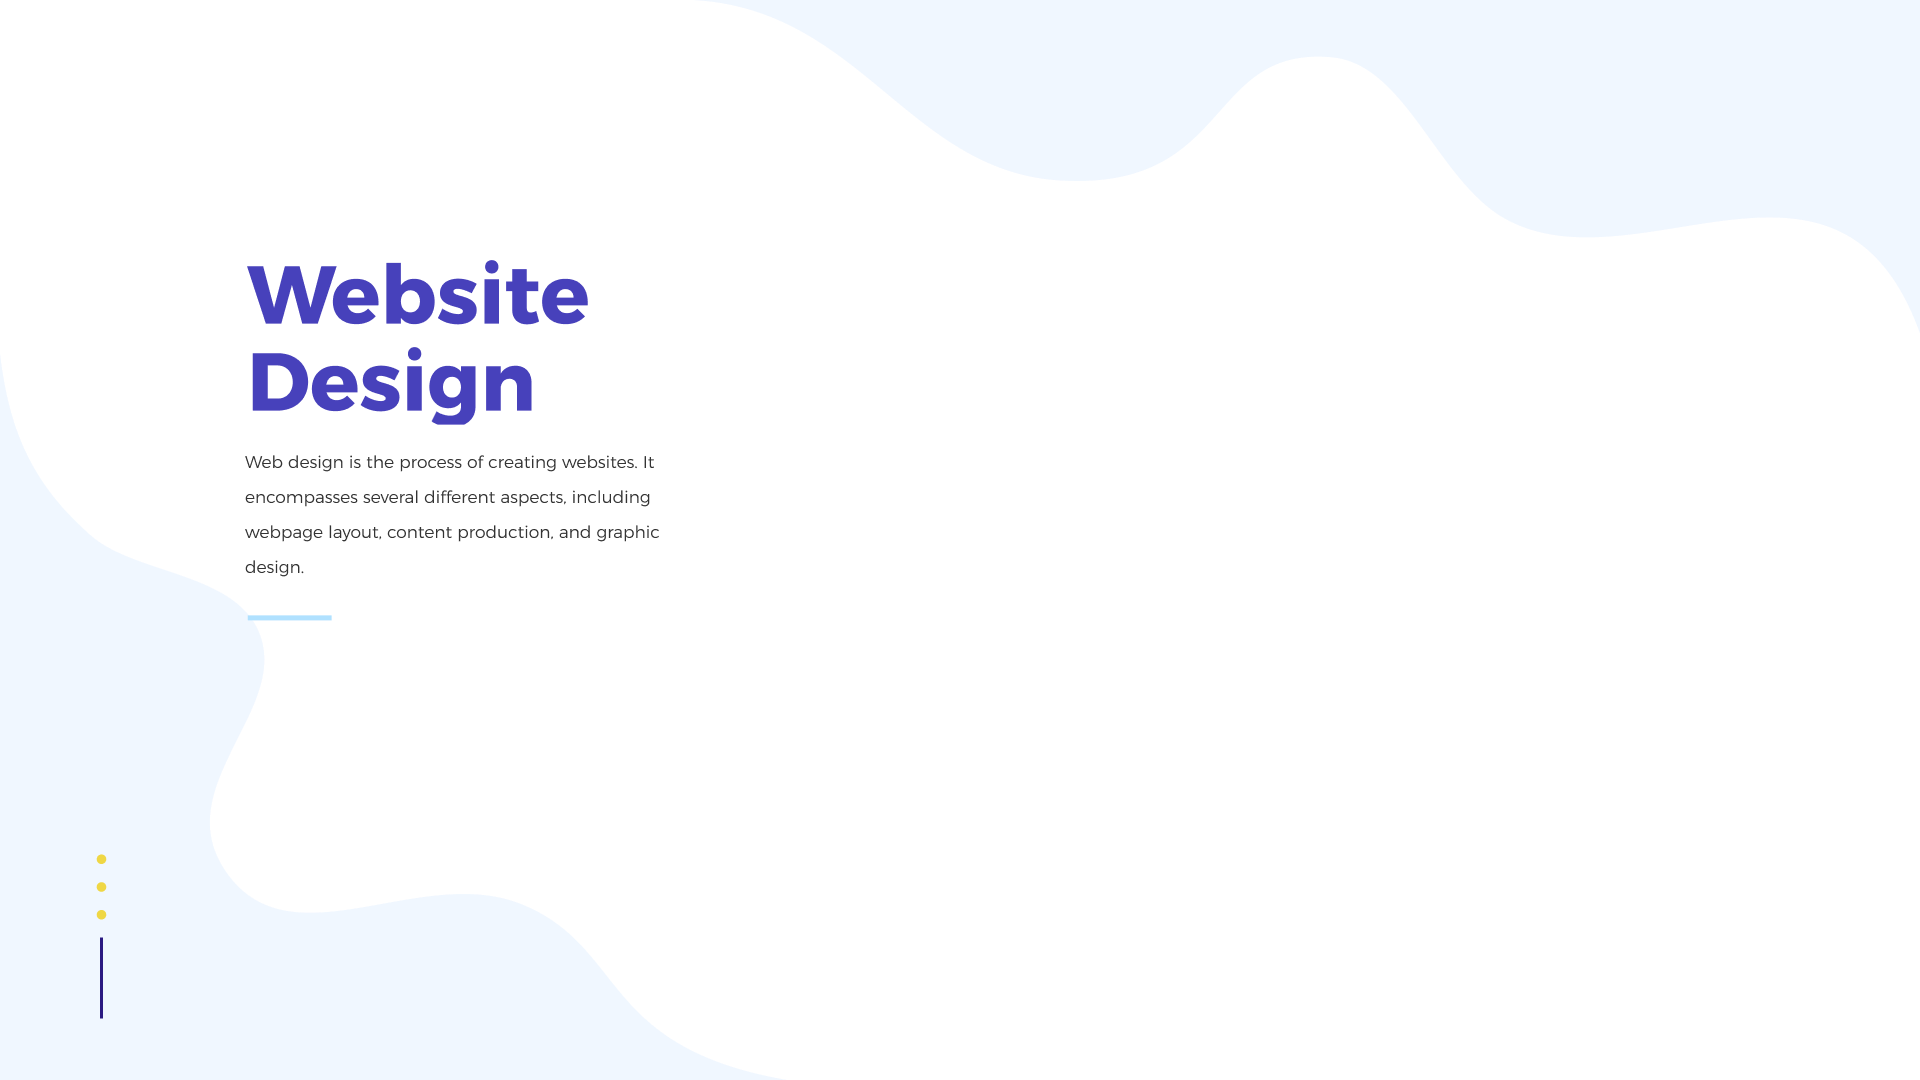 Website
Design
Web design is the process of creating websites. It
encompasses several different aspects, including
webpage layout, content production, and graphic
design.